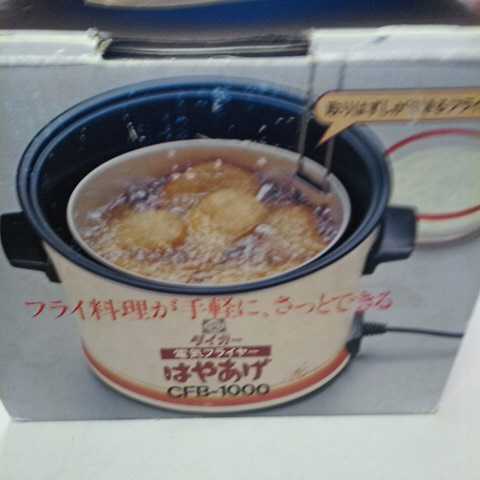 フライ料理が手軽に、さっとできる
タイガー
電気フライヤー
はやあげ
CFB-1000